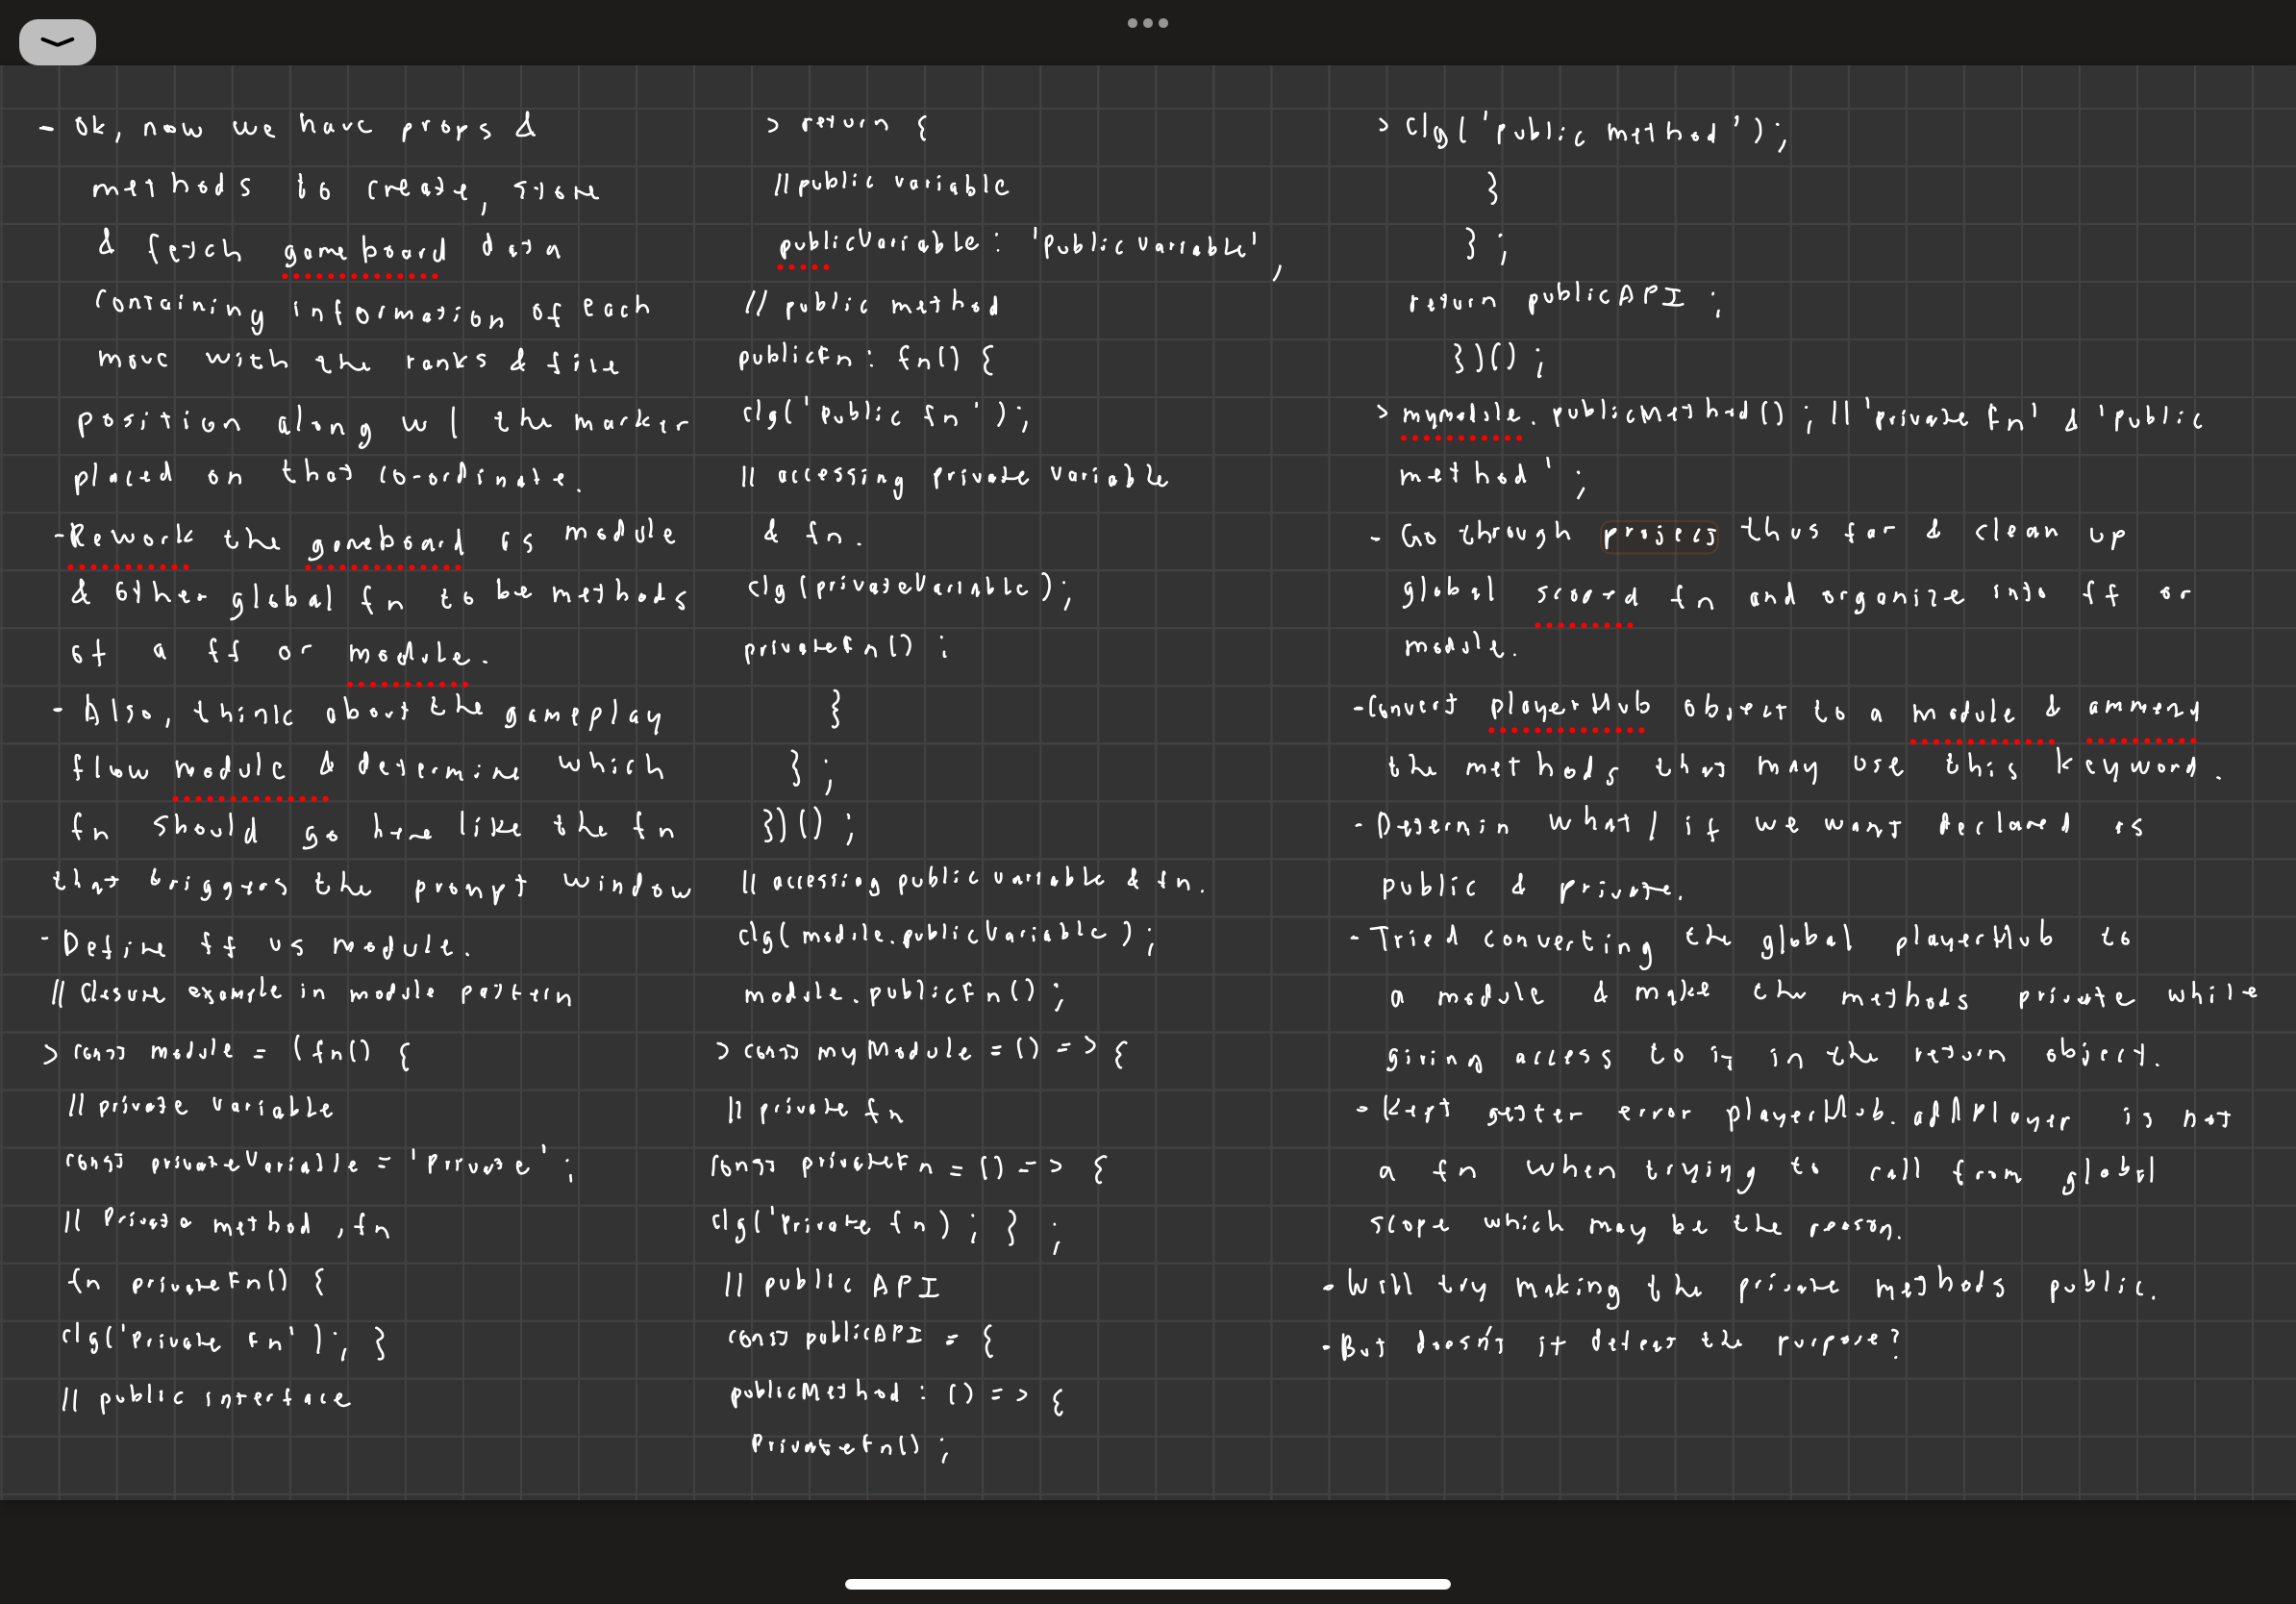 - Ok, now we have props &
methods to create, store
& fetch gameboard data
containing information of each
move with the ranks & file
position along w/ the marker
placed on that co-ordinate.
- Rework the gameboard as module
& other global fn to be methods
of a ff or module.
- Also, think about the gameplay
flow module & determine which
fn should go here like the fn
that triggers the prompt window
- Define ff vs module.
// Closure example in module pattern
> const module = (fn() {
// private variable
const privateVariable = 'Private' ;
// Private method, fn
fn privateFn() {
clg('Private Fn'); }
// public interface
> return {
// public variable
publicVariable : 'Public Variable',
// public method
publicFn : fn() {
clg('Public fn');
// accessing private variable
& fn.
clg(privateVariable);
privateFn() ;
}
} ;
})() ;
// accessing public variable & fn.
clg(module.publicVariable);
module.publicFn() ;
> const myModule = () => {
// private fn
const privateFn = () => {
clg('Private fn) ; } ;
// public API
const publicAPI = {
publicMethod : () => {
PrivateFn() ;
> clg('public method');
}
} ;
return publicAPI ;
})() ;
> mymodule.publicMethod() ; // 'private Fn' & 'public
method' ;
- Go through project thus far & clean up
global scoped fn and organize into ff or
module.
- Convert playerHub object to a module & ammend
the methods that may use this keyword.
- Determin what/if we want declared as
public & private.
- Tried converting the global playerHub to
a module & make the methods private while
giving access to it in the return object.
- Kept getter error playerHub.addPlayer is not
a fn when trying to call from global
scope which may be the reason.
- Will try making the private methods public.
- But doesn't it defeat the purpose?